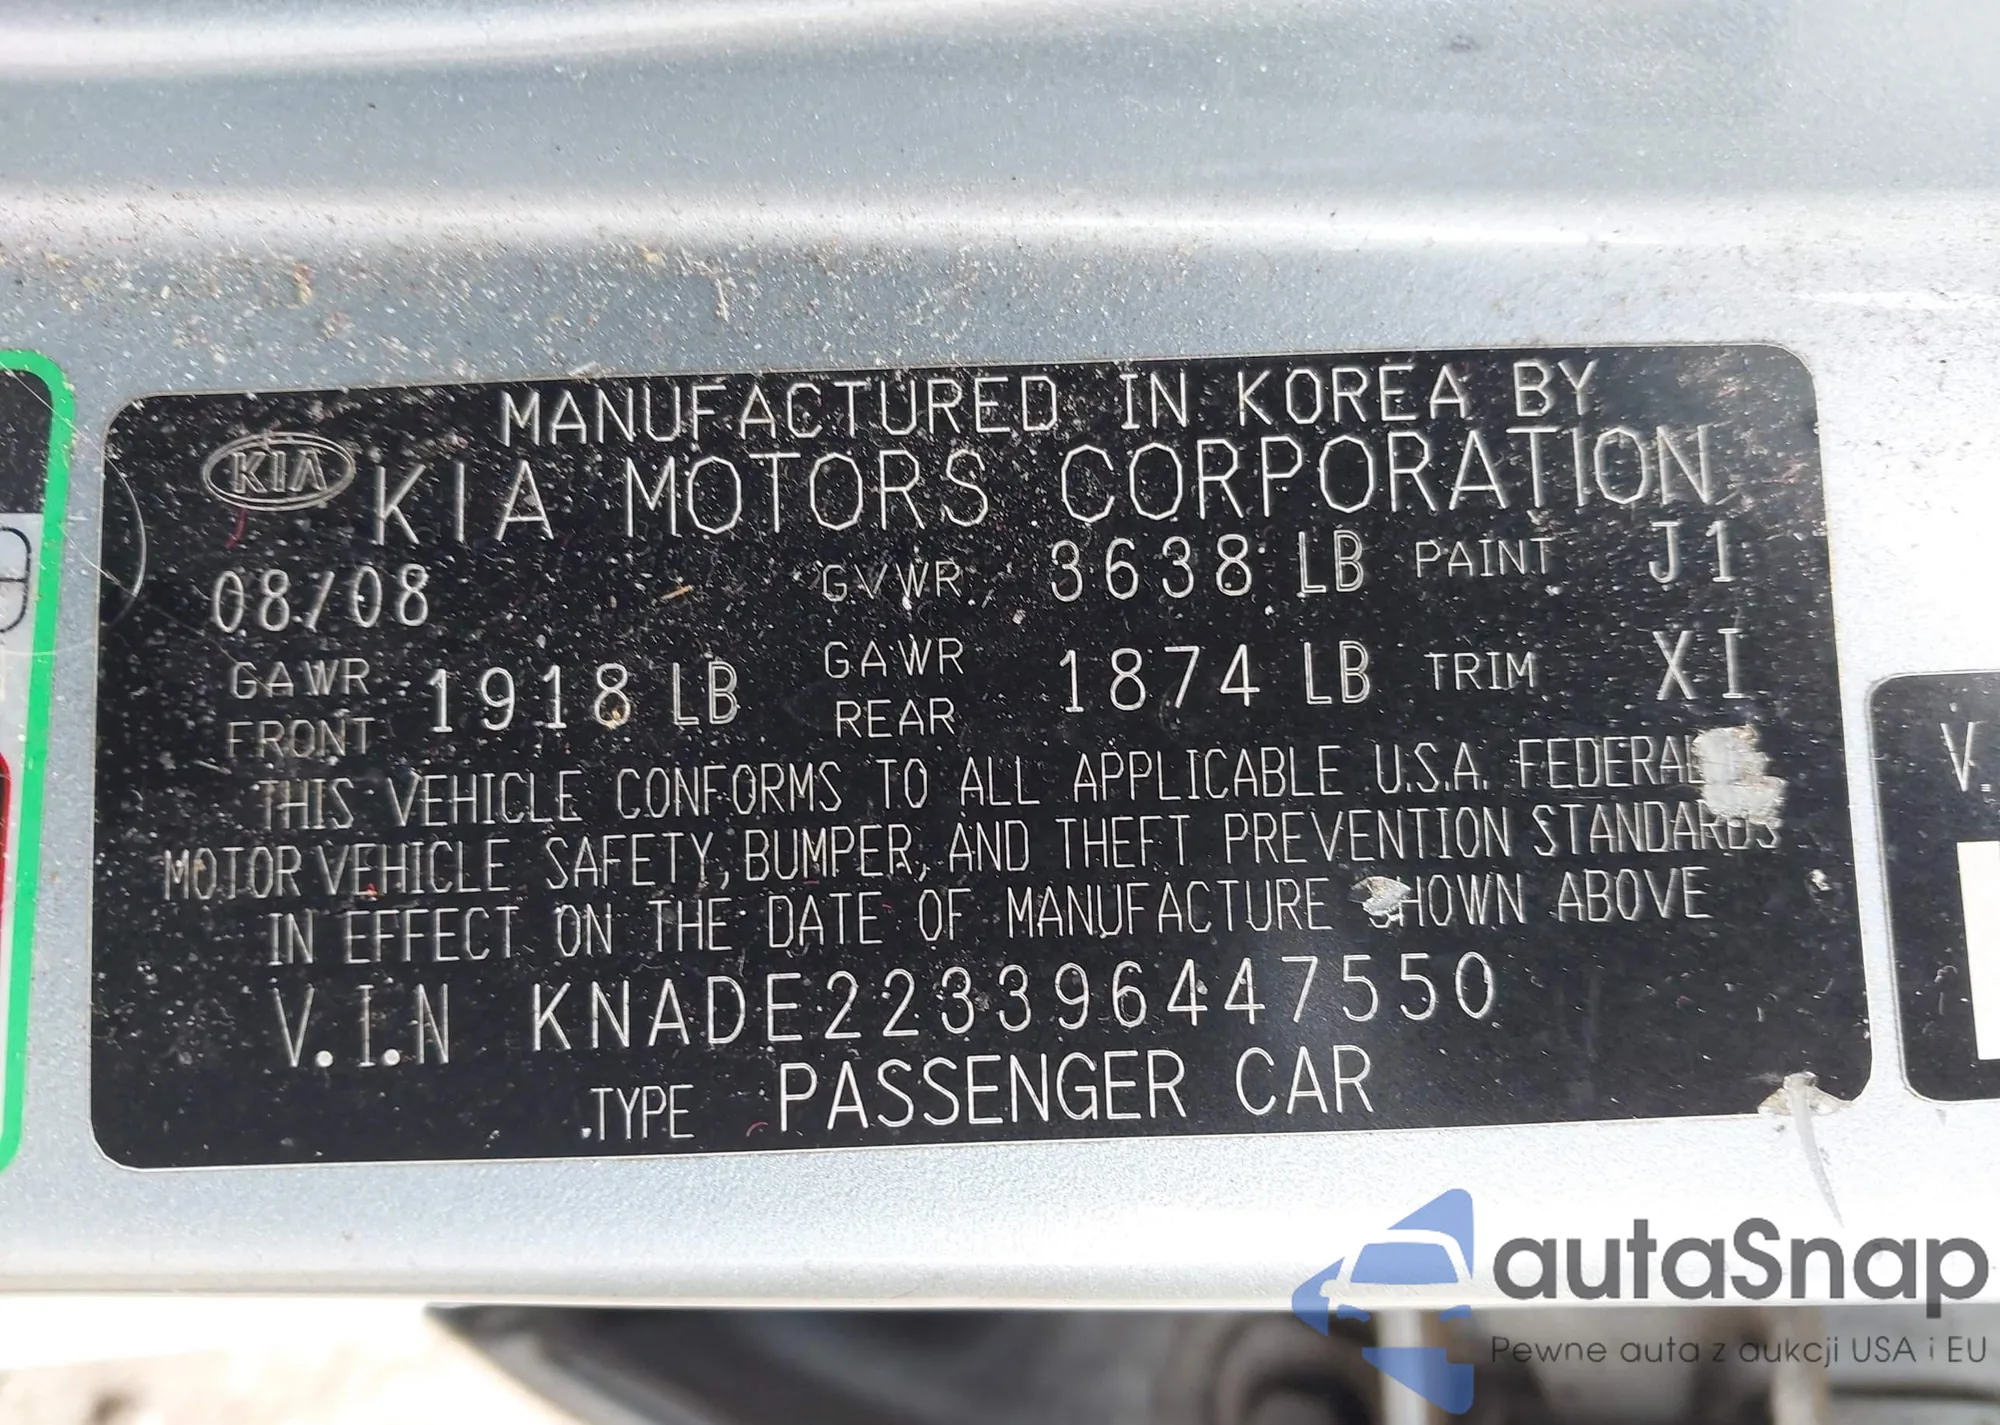 MANUFACTURED IN KOREA BY
KIA KIA MOTORS CORPORATION
08/08 GVWR 3638 LB PAINT J1
GAWR FRONT 1918 LB GAWR REAR 1874 LB TRIM XI
THIS VEHICLE CONFORMS TO ALL APPLICABLE U.S.A. FEDERAL
MOTOR VEHICLE SAFETY, BUMPER, AND THEFT PREVENTION STANDARDS
IN EFFECT ON THE DATE OF MANUFACTURE SHOWN ABOVE
V.I.N KNADE223396447550
TYPE PASSENGER CAR
V.
autaSnap
Pewne auta z aukcji USA i EU